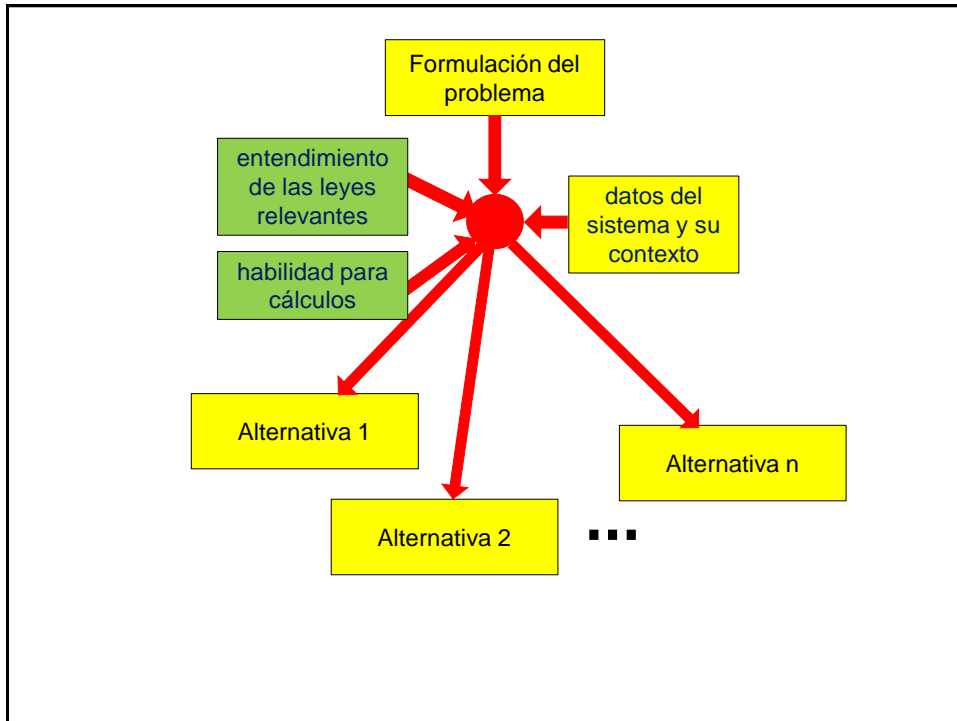 Formulación del
problema
entendimiento
de las leyes
relevantes
datos del
sistema y su
contexto
habilidad para
cálculos
Alternativa 1
Alternativa n
Alternativa 2
...